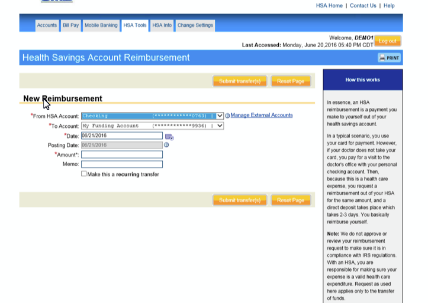 HSA Home | Contact Us | Help
Accounts Bill Pay Mobile Banking HSA Tools HSA Info Change Settings
Welcome, DEMO1
Last Accessed: Monday, June 20,2016 05:40 PM CDT
Log out
Health Savings Account Reimbursement
PRINT
Submit transfer(s) Reset Page
How this works
New Reimbursement
*From HSA Account: Checking Manage External Accounts
*To Account: My Funding Account
*Date: 06/21/2016
Posting Date: 06/21/2016
*Amount*:
Memo:
Make this a recurring transfer
Submit transfer(s) Reset Page
In essence, an HSA
reimbursement is a payment you
make to yourself out of your
health savings account.
In a typical scenario, you use
your card for payment. However,
if your doctor does not take your
card, you pay for a visit to the
doctor's office with your personal
checking account. Then,
because this is a health care
expense, you request a
reimbursement out of your HSA
for the same amount, and a
direct deposit takes place which
takes 2-3 days. You basically
reimburse yourself.
Note: We do not approve or
review your reimbursement
request to make sure it is in
compliance with IRS regulations.
With an HSA, you are
responsible for making sure your
expense is a valid health care
expenditure. Request as used
here applies only to the transfer
of funds.